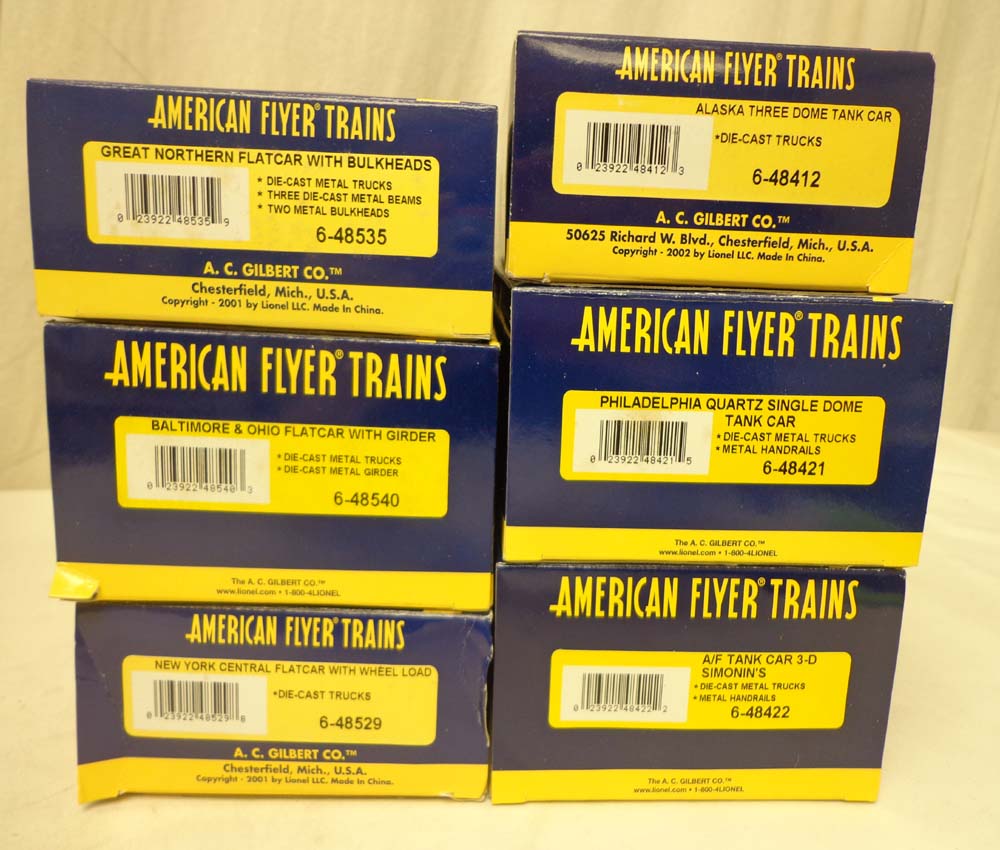 AMERICAN FLYER® TRAINS
GREAT NORTHERN FLATCAR WITH BULKHEADS
* DIE-CAST METAL TRUCKS
* THREE DIE-CAST METAL BEAMS
* TWO METAL BULKHEADS
0 23922 48535 9
6-48535
A. C. GILBERT CO.™
Chesterfield, Mich., U.S.A.
Copyright - 2001 by Lionel LLC. Made In China.
AMERICAN FLYER® TRAINS
BALTIMORE & OHIO FLATCAR WITH GIRDER
* DIE-CAST METAL TRUCKS
* DIE-CAST METAL GIRDER
0 23922 48540 3
6-48540
The A. C. GILBERT CO.™
www.lionel.com • 1-800-4LIONEL
AMERICAN FLYER® TRAINS
NEW YORK CENTRAL FLATCAR WITH WHEEL LOAD
*DIE-CAST TRUCKS
0 23922 48529 8
6-48529
A. C. GILBERT CO.™
Chesterfield, Mich., U.S.A.
Copyright - 2001 by Lionel LLC. Made In China.
AMERICAN FLYER® TRAINS
ALASKA THREE DOME TANK CAR
*DIE-CAST TRUCKS
0 23922 48412 3
6-48412
A. C. GILBERT CO.™
50625 Richard W. Blvd., Chesterfield, Mich., U.S.A.
Copyright - 2002 by Lionel LLC. Made In China.
AMERICAN FLYER® TRAINS
PHILADELPHIA QUARTZ SINGLE DOME
TANK CAR
* DIE-CAST METAL TRUCKS
* METAL HANDRAILS
0 23922 48421 5
6-48421
The A. C. GILBERT CO.™
www.lionel.com • 1-800-4LIONEL
AMERICAN FLYER® TRAINS
A/F TANK CAR 3-D
SIMONIN'S
* DIE-CAST METAL TRUCKS
* METAL HANDRAILS
0 23922 48422 2
6-48422
The A. C. GILBERT CO.™
www.lionel.com • 1-800-4LIONEL